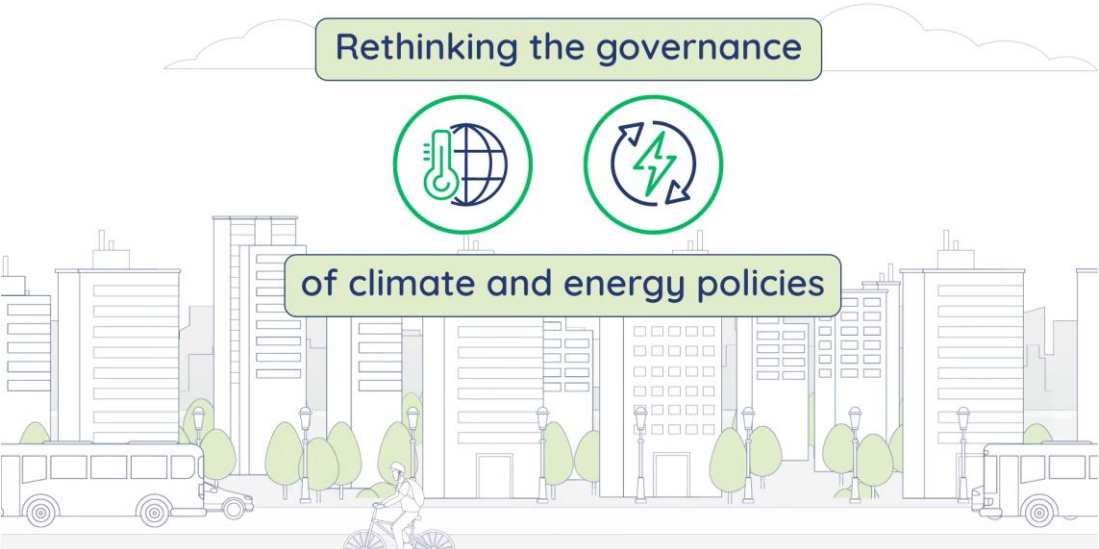 Rethinking the governance
of climate and energy policies